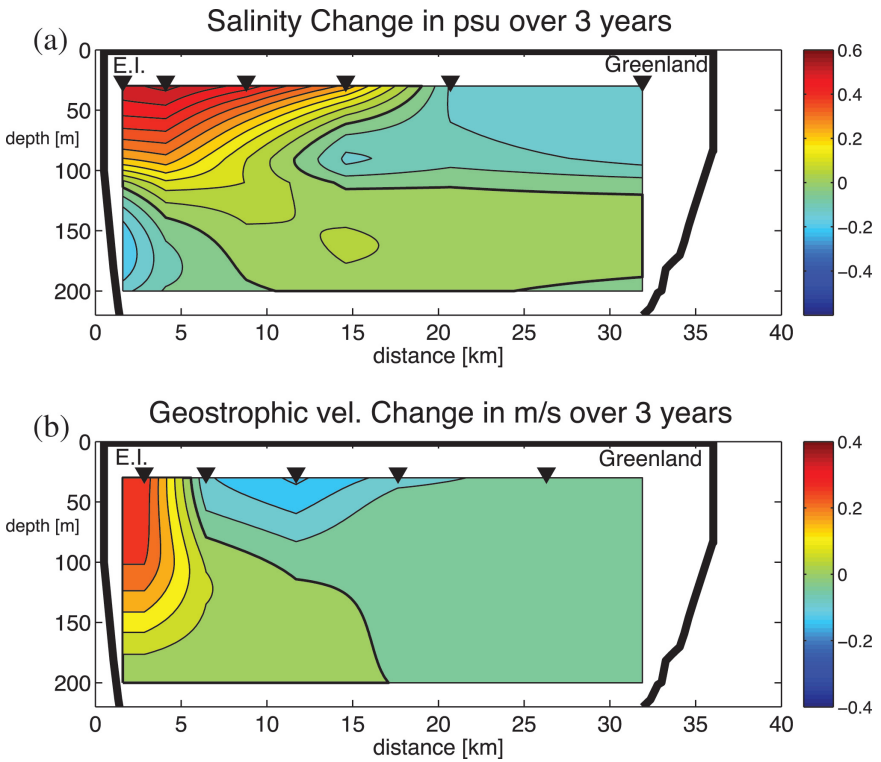 Salinity Change in psu over 3 years
(a)
E.I.
Greenland
depth [m]
0
50
100
150
200
0 5 10 15 20 25 30 35 40
distance [km]
0.6
0.4
0.2
0
−0.2
−0.4
Geostrophic vel. Change in m/s over 3 years
(b)
E.I.
Greenland
depth [m]
0
50
100
150
200
0 5 10 15 20 25 30 35 40
distance [km]
0.4
0.2
0
−0.2
−0.4